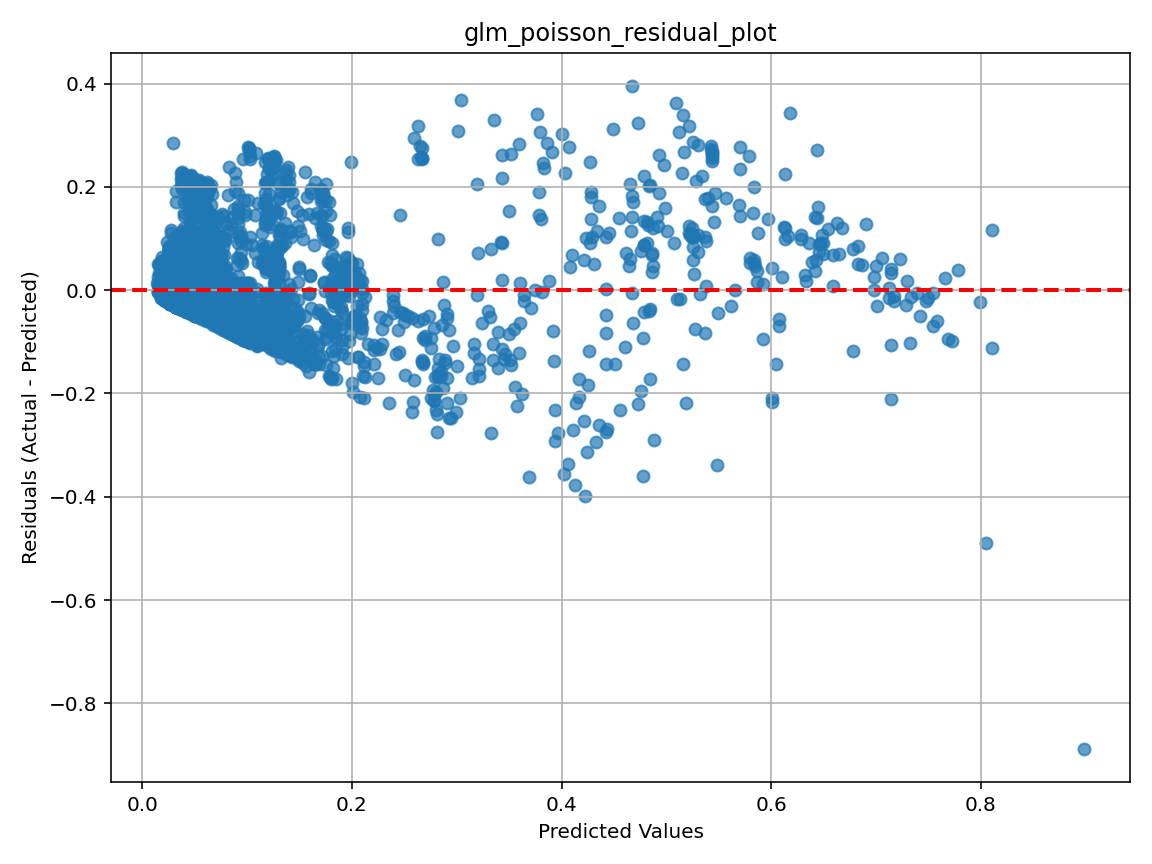 glm_poisson_residual_plot
Residuals (Actual - Predicted)
0.4
0.2
0.0
−0.2
−0.4
−0.6
−0.8
0.0 0.2 0.4 0.6 0.8
Predicted Values